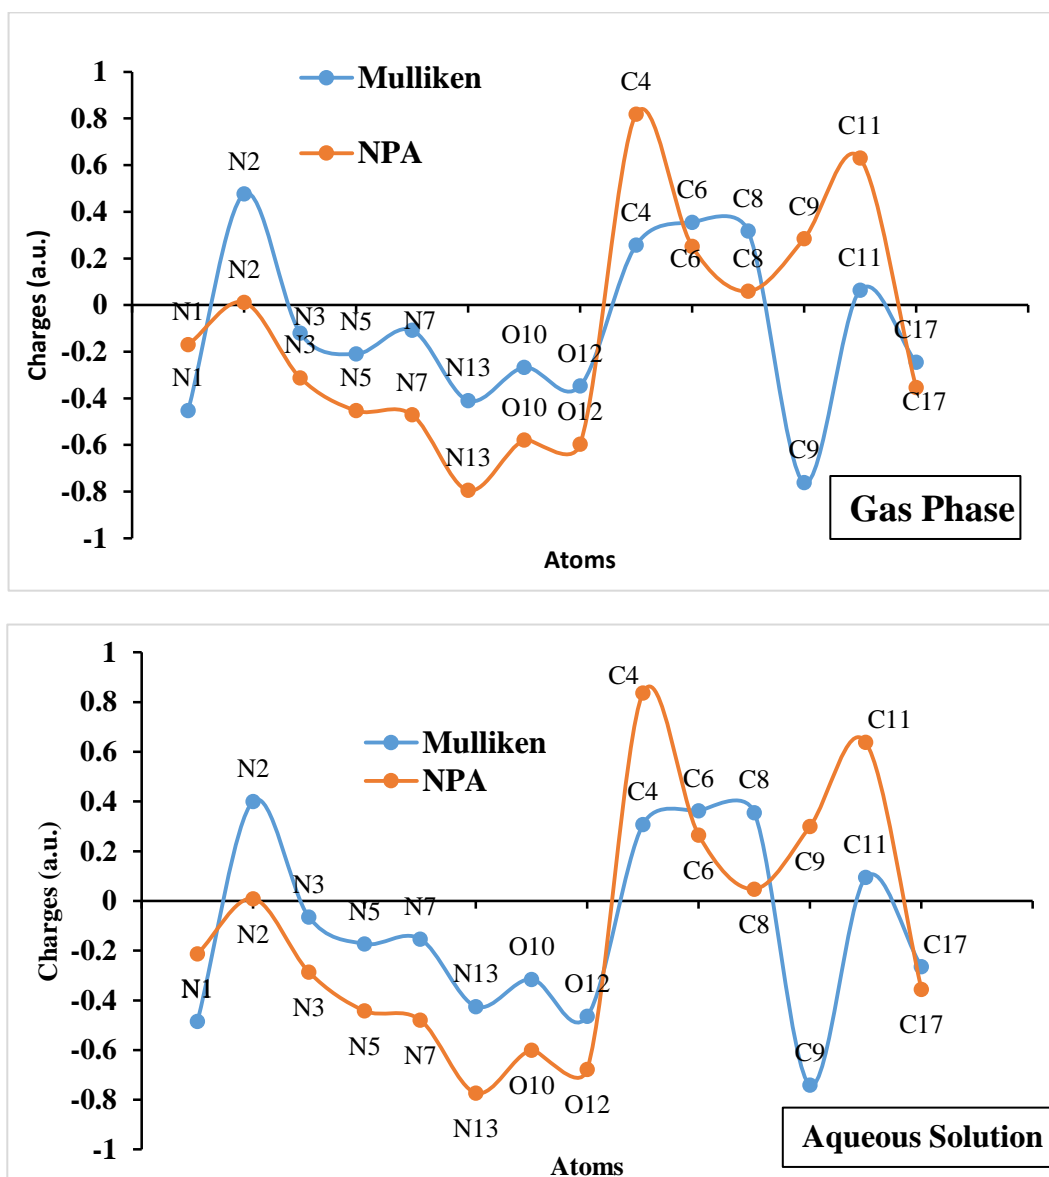 1
0.8
0.6
0.4
0.2
0
-0.2
-0.4
-0.6
-0.8
-1
Charges (a.u.)
Mulliken
NPA
N1
N2
N3
N5
N7
N13
O10
O12
C4
C6
C8
C9
C11
C17
N1
N2
N3
N5
N7
N13
O10
O12
C4
C6
C8
C9
C11
C17
Gas Phase
Atoms
1
0.8
0.6
0.4
0.2
0
-0.2
-0.4
-0.6
-0.8
-1
Charges (a.u.)
Mulliken
NPA
N1
N2
N3
N5
N7
N13
O10
O12
C4
C6
C8
C9
C11
C17
N1
N2
N3
N5
N7
N13
O10
O12
C4
C6
C8
C9
C11
C17
Aqueous Solution
Atoms